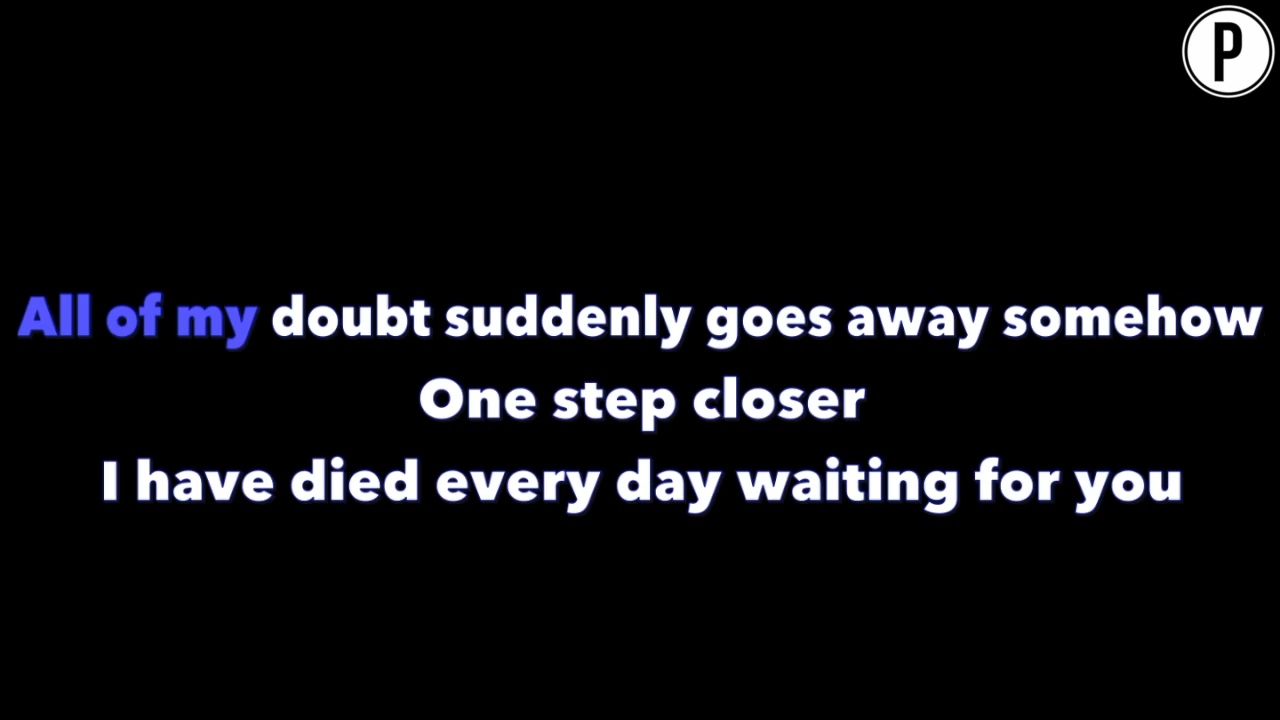 P
All of my doubt suddenly goes away somehow
One step closer
I have died every day waiting for you